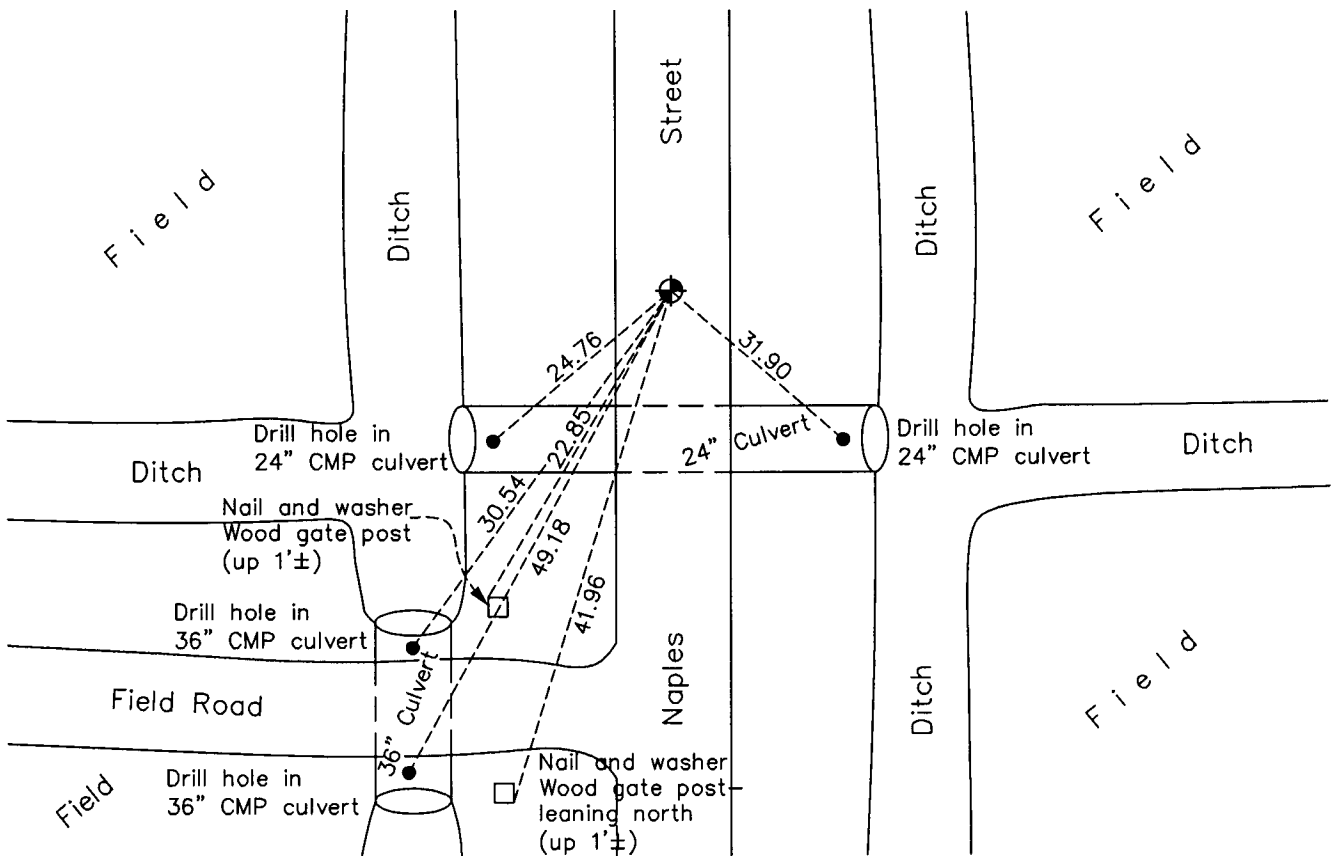 Street
Field
Field
Ditch
Ditch
24.76
31.90
Drill hole in
24" CMP culvert
22.85
24" Culvert
Drill hole in
24" CMP culvert
Ditch
Ditch
Nail and washer
Wood gate post
(up 1'±)
30.54
49.18
41.96
Drill hole in
36" CMP culvert
Naples
Ditch
Field
Field Road
36" Culvert
Field
Drill hole in
36" CMP culvert
Nail and washer
Wood gate post
leaning north
(up 1'±)